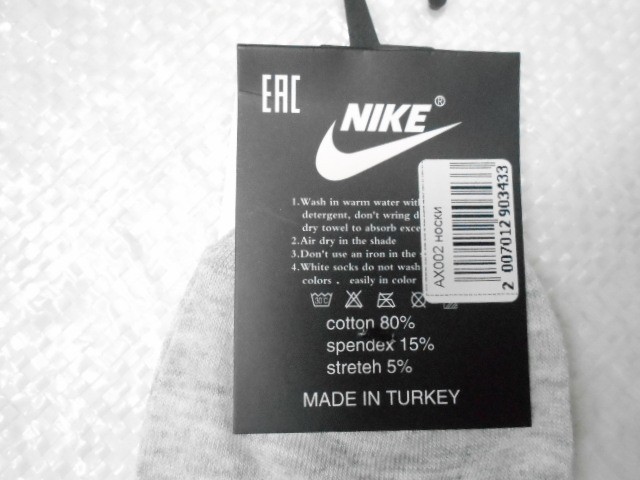 EAC
NIKE®
1.Wash in warm water with
detergent, don't wring d
dry towel to absorb exce
2.Air dry in the shade
3.Don't use an iron in the
4.White socks do not wash
colors . easily in color
30°C
cotton 80%
spendex 15%
streteh 5%
MADE IN TURKEY
AX002 носки
2 007012 903433